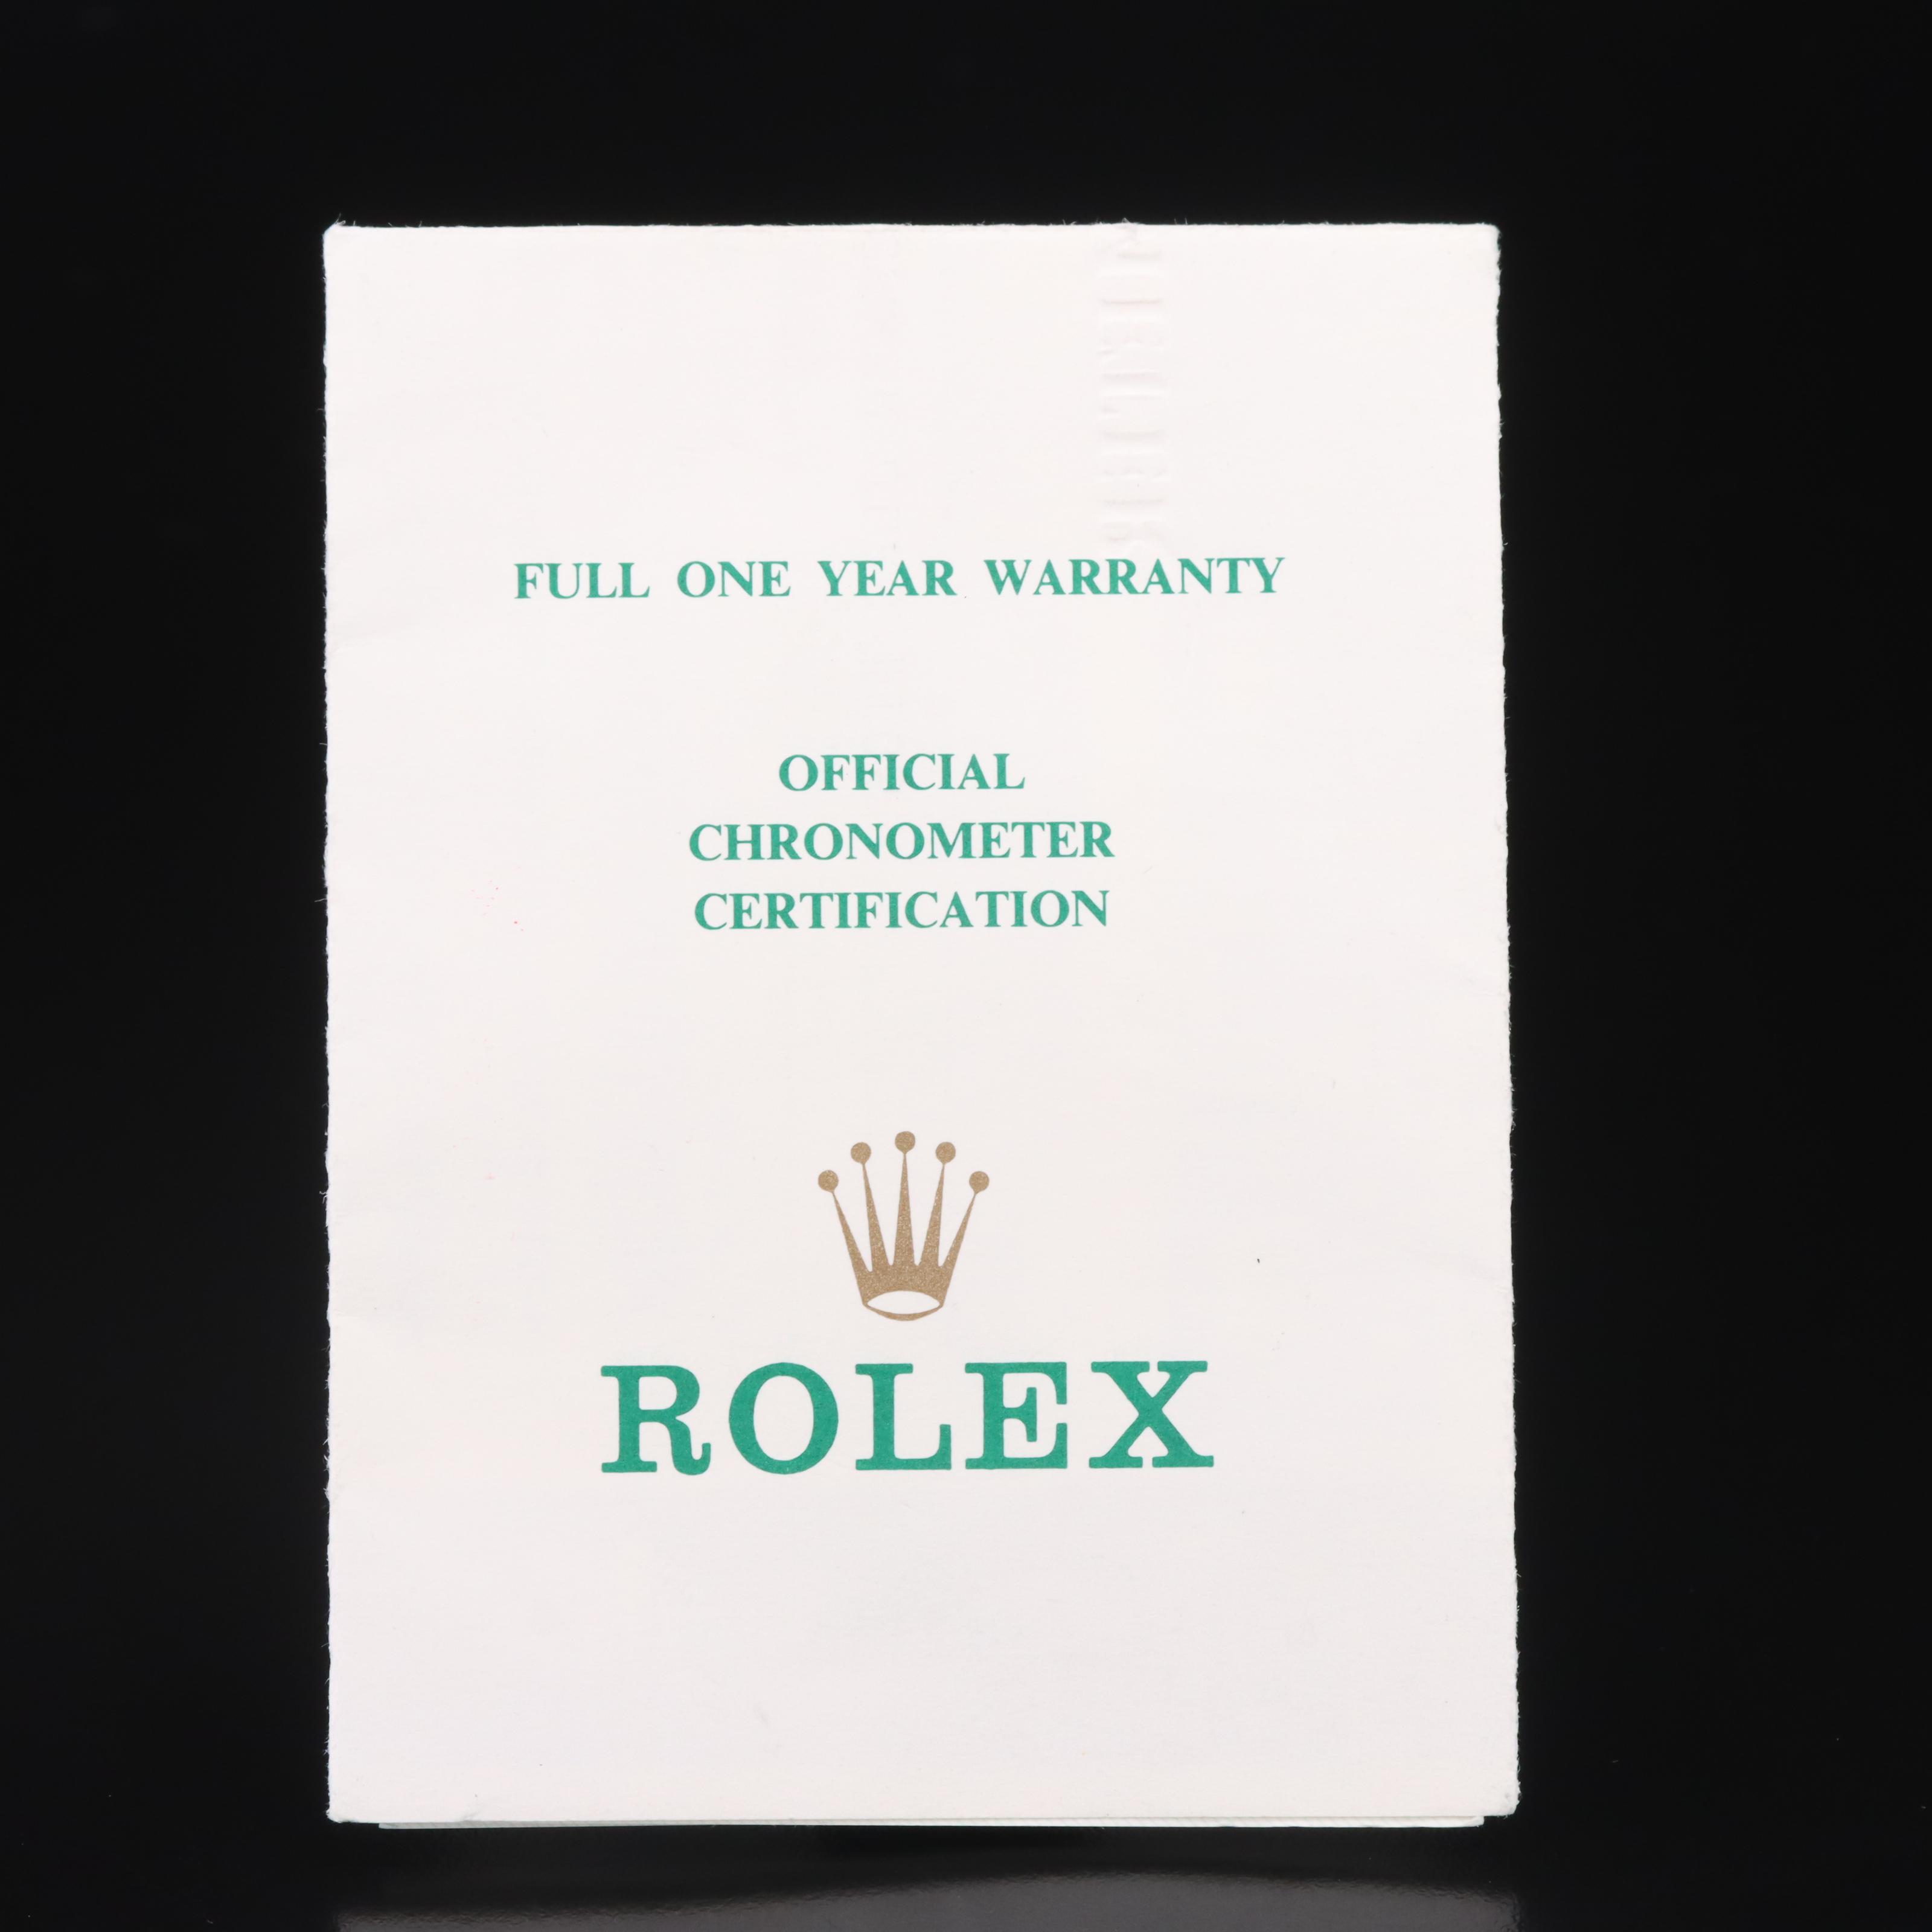 FULL ONE YEAR WARRANTY
OFFICIAL
CHRONOMETER
CERTIFICATION
ROLEX